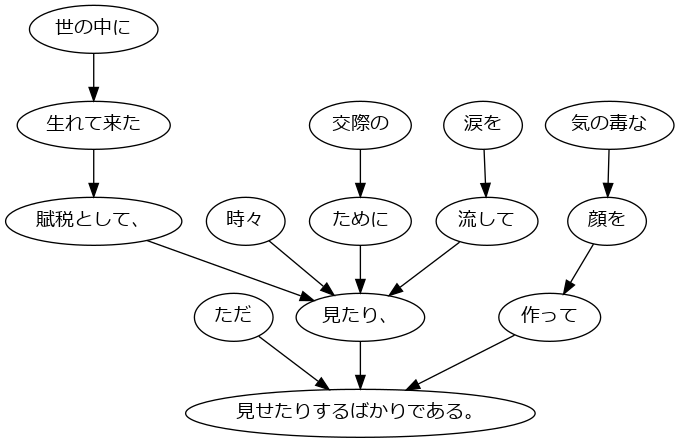 世の中に
生れて来た
交際の
涙を
気の毒な
賦税として、
時々
ために
流して
顔を
ただ
見たり、
作って
見せたりするばかりである。